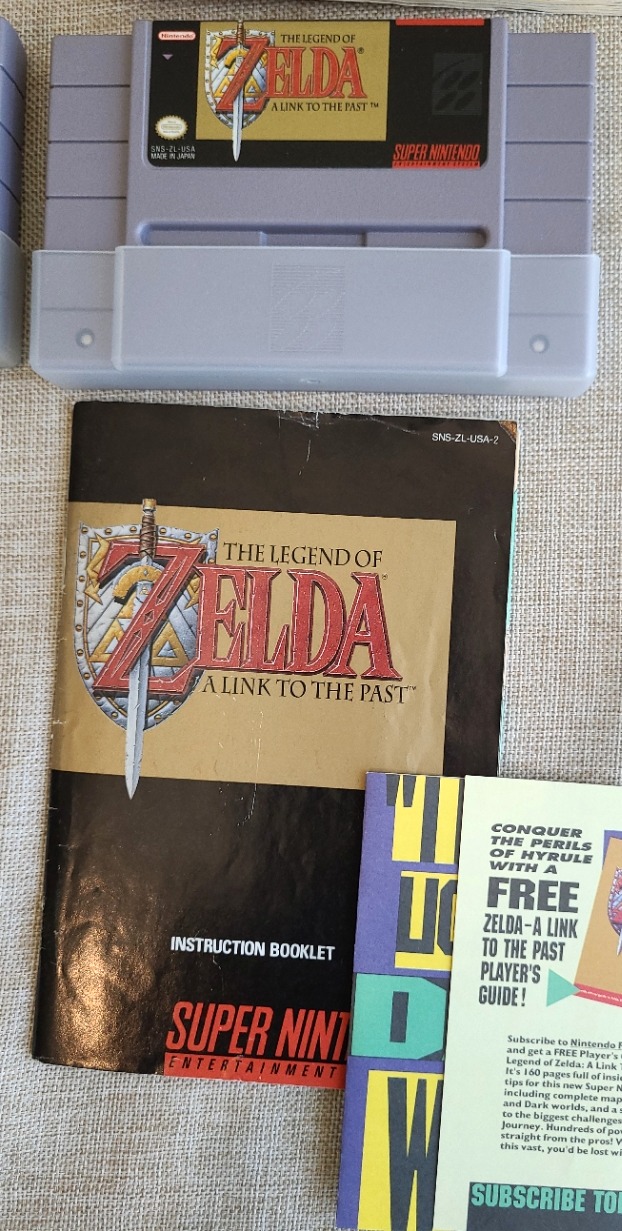 Nintendo
THE LEGEND OF
ZELDA®
A LINK TO THE PAST™
SNS-ZL-USA
MADE IN JAPAN
SUPER NINTENDO
ENTERTAINMENT SYSTEM
SNS-ZL-USA-2
THE LEGEND OF
ZELDA®
A LINK TO THE PAST™
INSTRUCTION BOOKLET
SUPER NINT
ENTERTAINMENT
CONQUER
THE PERILS
OF HYRULE
WITH A
FREE
ZELDA-A LINK
TO THE PAST
PLAYER'S
GUIDE!
Subscribe to Nintendo
and get a FREE Player's
Legend of Zelda: A Link
It's 160 pages full of
tips for this new Super
including complete
and Dark worlds, and
to the biggest challenges
Journey. Hundreds of
straight from the pros!
this vast, you'd be lost
SUBSCRIBE